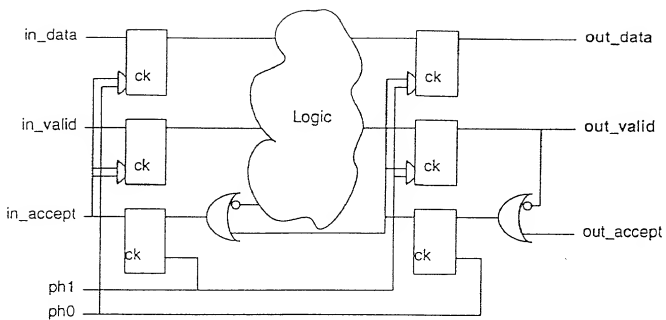 in_data
out_data
ck
ck
Logic
in_valid
out_valid
ck
ck
in_accept
out_accept
ck
ck
ph1
ph0